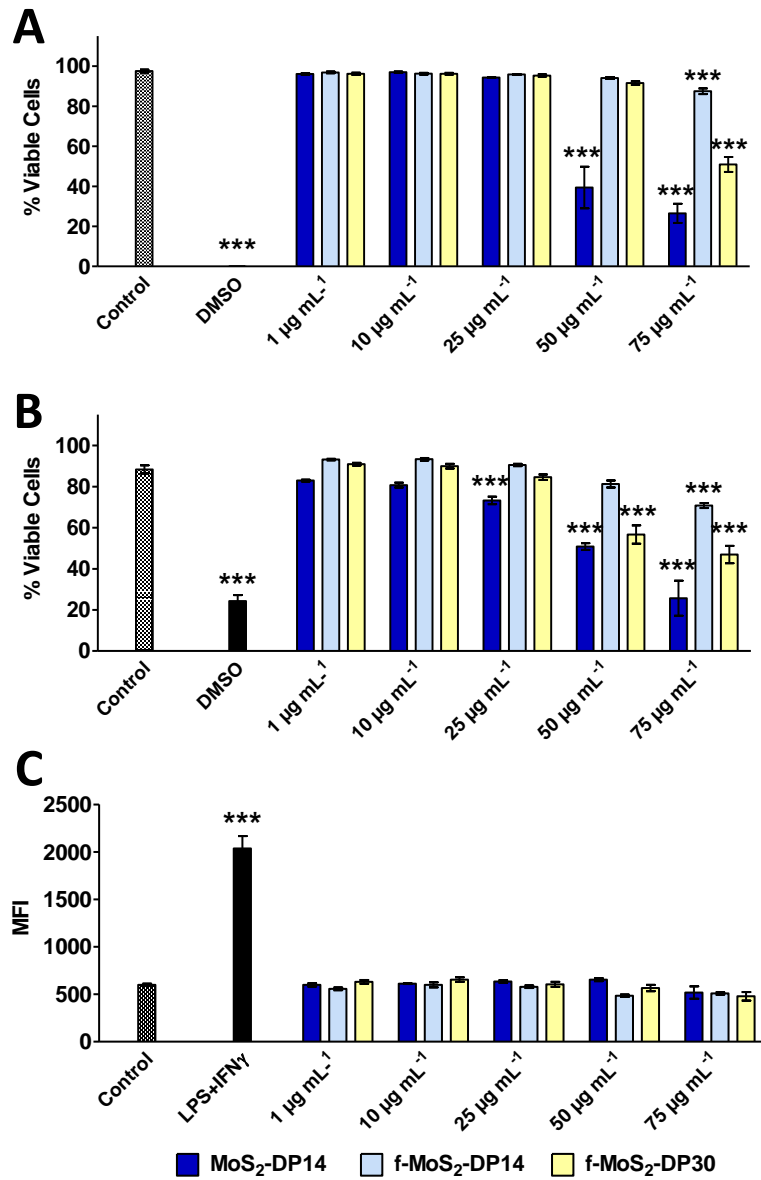 A
% Viable Cells
100
80
60
40
20
0
***
***
***
***
***
Control
DMSO
1 µg mL-¹
10 µg mL⁻¹
25 µg mL⁻¹
50 µg mL⁻¹
75 µg mL⁻¹
B
% Viable Cells
100
80
60
40
20
0
***
***
***
***
***
***
***
Control
DMSO
1 µg mL-¹
10 µg mL⁻¹
25 µg mL⁻¹
50 µg mL⁻¹
75 µg mL⁻¹
C
MFI
2500
2000
1500
1000
500
0
***
Control
LPS+IFNγ
1 µg mL-¹
10 µg mL⁻¹
25 µg mL⁻¹
50 µg mL⁻¹
75 µg mL⁻¹
MoS₂-DP14 f-MoS₂-DP14 f-MoS₂-DP30